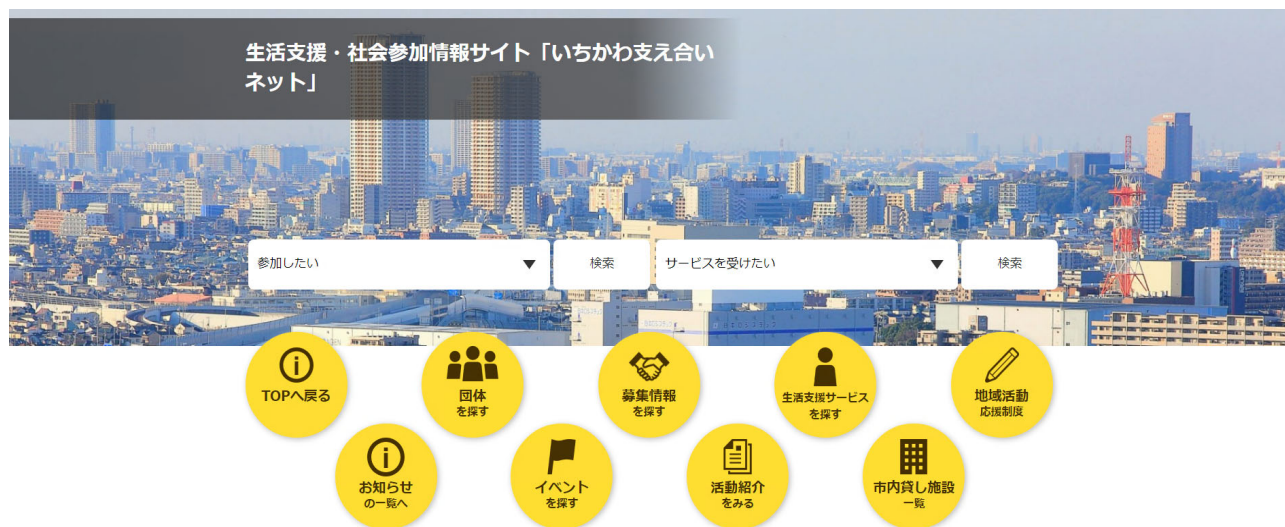 生活支援・社会参加情報サイト「いちかわ支え合い
ネット」
参加したい
検索
サービスを受けたい
検索
TOPへ戻る
団体
を探す
募集情報
を探す
生活支援サービス
を探す
地域活動
応援制度
お知らせ
の一覧へ
イベント
を探す
活動紹介
をみる
市内貸し施設
一覧